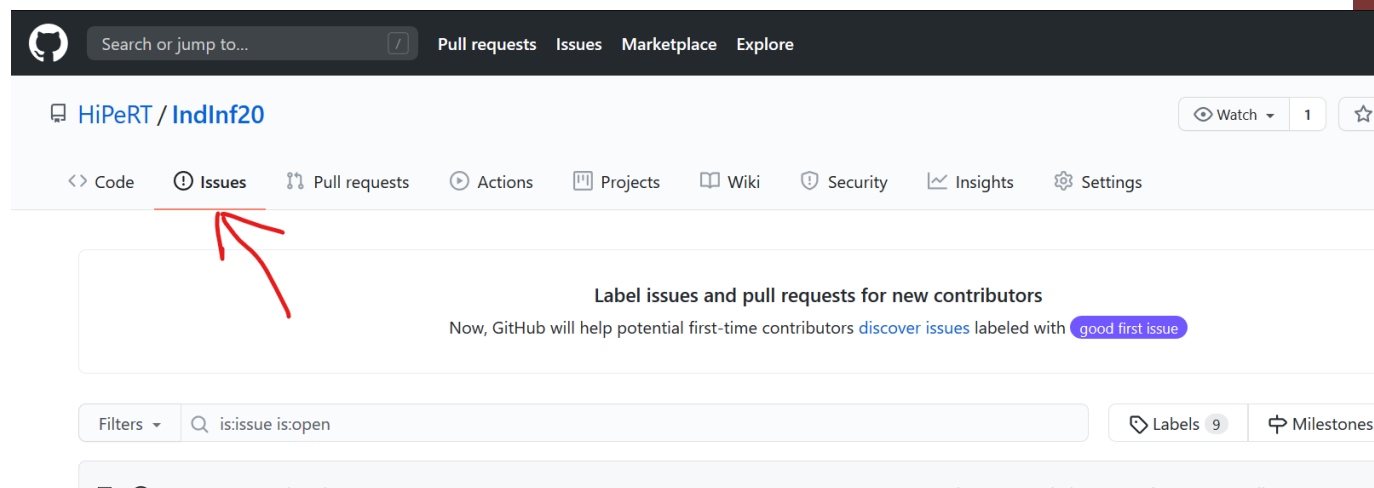 Search or jump to... / Pull requests Issues Marketplace Explore
HiPeRT / IndInf20 Watch 1
Code Issues Pull requests Actions Projects Wiki Security Insights Settings
Label issues and pull requests for new contributors
Now, GitHub will help potential first-time contributors discover issues labeled with good first issue
Filters is:issue is:open Labels 9 Milestones